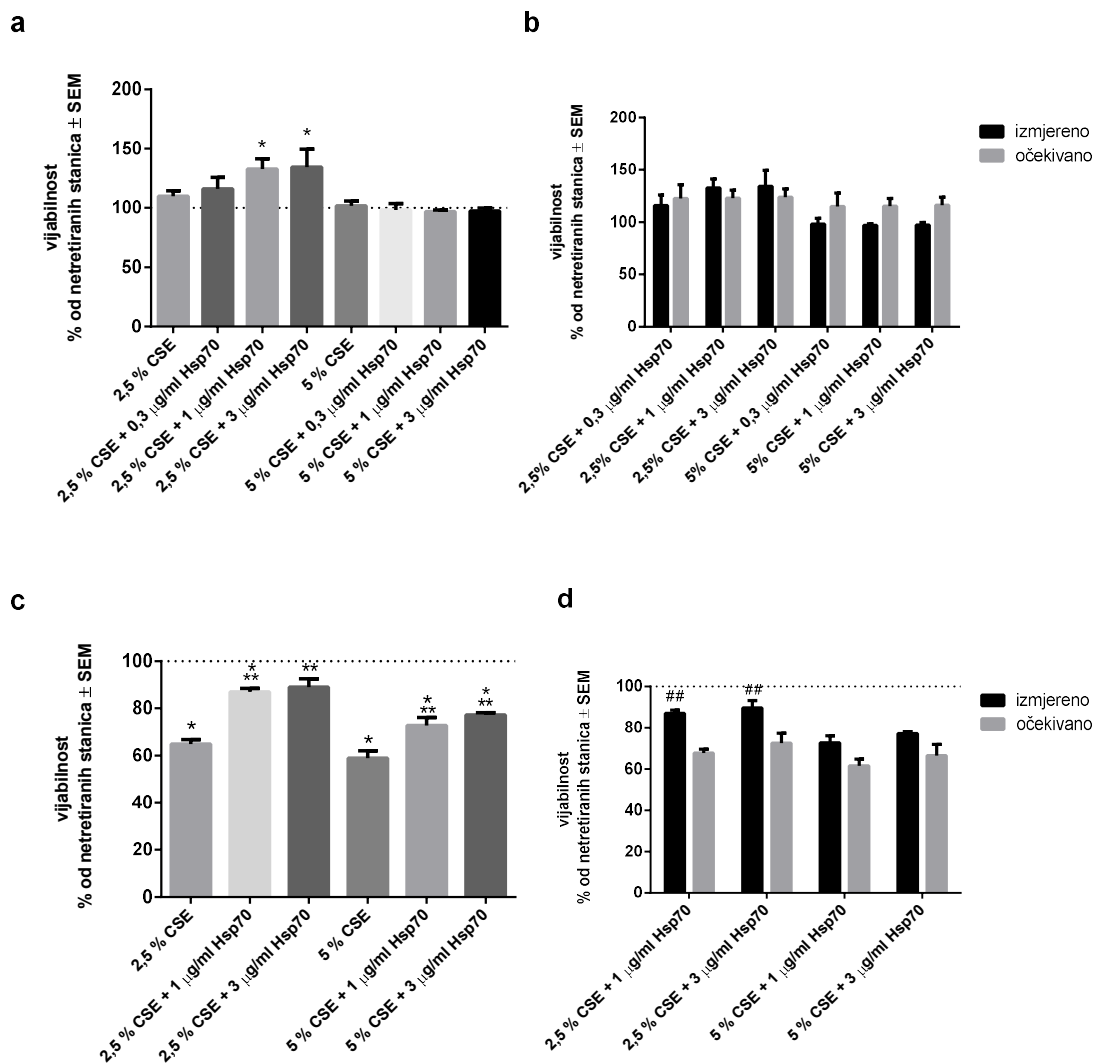 a
vijabilnost
% od netretiranih stanica ± SEM
200
150
100
50
0
*
*
2,5 % CSE
2,5 % CSE + 0,3 µg/ml Hsp70
2,5 % CSE + 1 µg/ml Hsp70
2,5 % CSE + 3 µg/ml Hsp70
5 % CSE
5 % CSE + 0,3 µg/ml Hsp70
5 % CSE + 1 µg/ml Hsp70
5 % CSE + 3 µg/ml Hsp70
b
vijabilnost
% od netretiranih stanica ± SEM
200
150
100
50
0
izmjereno
očekivano
2,5% CSE + 0,3 µg/ml Hsp70
2,5% CSE + 1 µg/ml Hsp70
2,5% CSE + 3 µg/ml Hsp70
5% CSE + 0,3 µg/ml Hsp70
5% CSE + 1 µg/ml Hsp70
5% CSE + 3 µg/ml Hsp70
c
vijabilnost
% od netretiranih stanica ± SEM
100
80
60
40
20
0
*
*
**
**
*
*
**
*
**
2,5 % CSE
2,5 % CSE + 1 µg/ml Hsp70
2,5 % CSE + 3 µg/ml Hsp70
5 % CSE
5 % CSE + 1 µg/ml Hsp70
5 % CSE + 3 µg/ml Hsp70
d
vijabilnost
% od netretiranih stanica ± SEM
100
80
60
40
20
0
##
##
izmjereno
očekivano
2,5 % CSE + 1 µg/ml Hsp70
2,5 % CSE + 3 µg/ml Hsp70
5 % CSE + 1 µg/ml Hsp70
5 % CSE + 3 µg/ml Hsp70